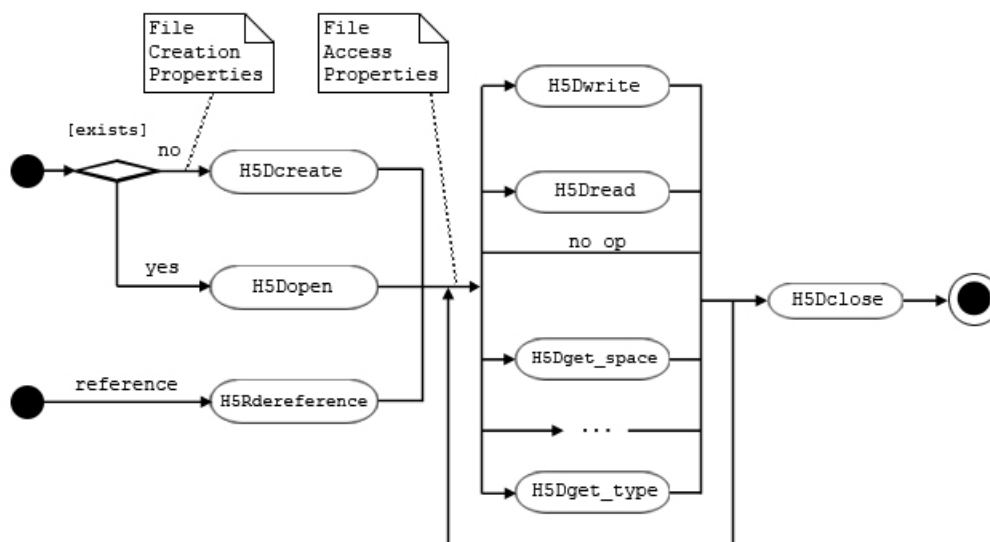 File
Creation
Properties
File
Access
Properties
[exists]
no
yes
reference
H5Dcreate
H5Dopen
H5Rdereference
H5Dwrite
H5Dread
no op
H5Dget_space
...
H5Dget_type
H5Dclose